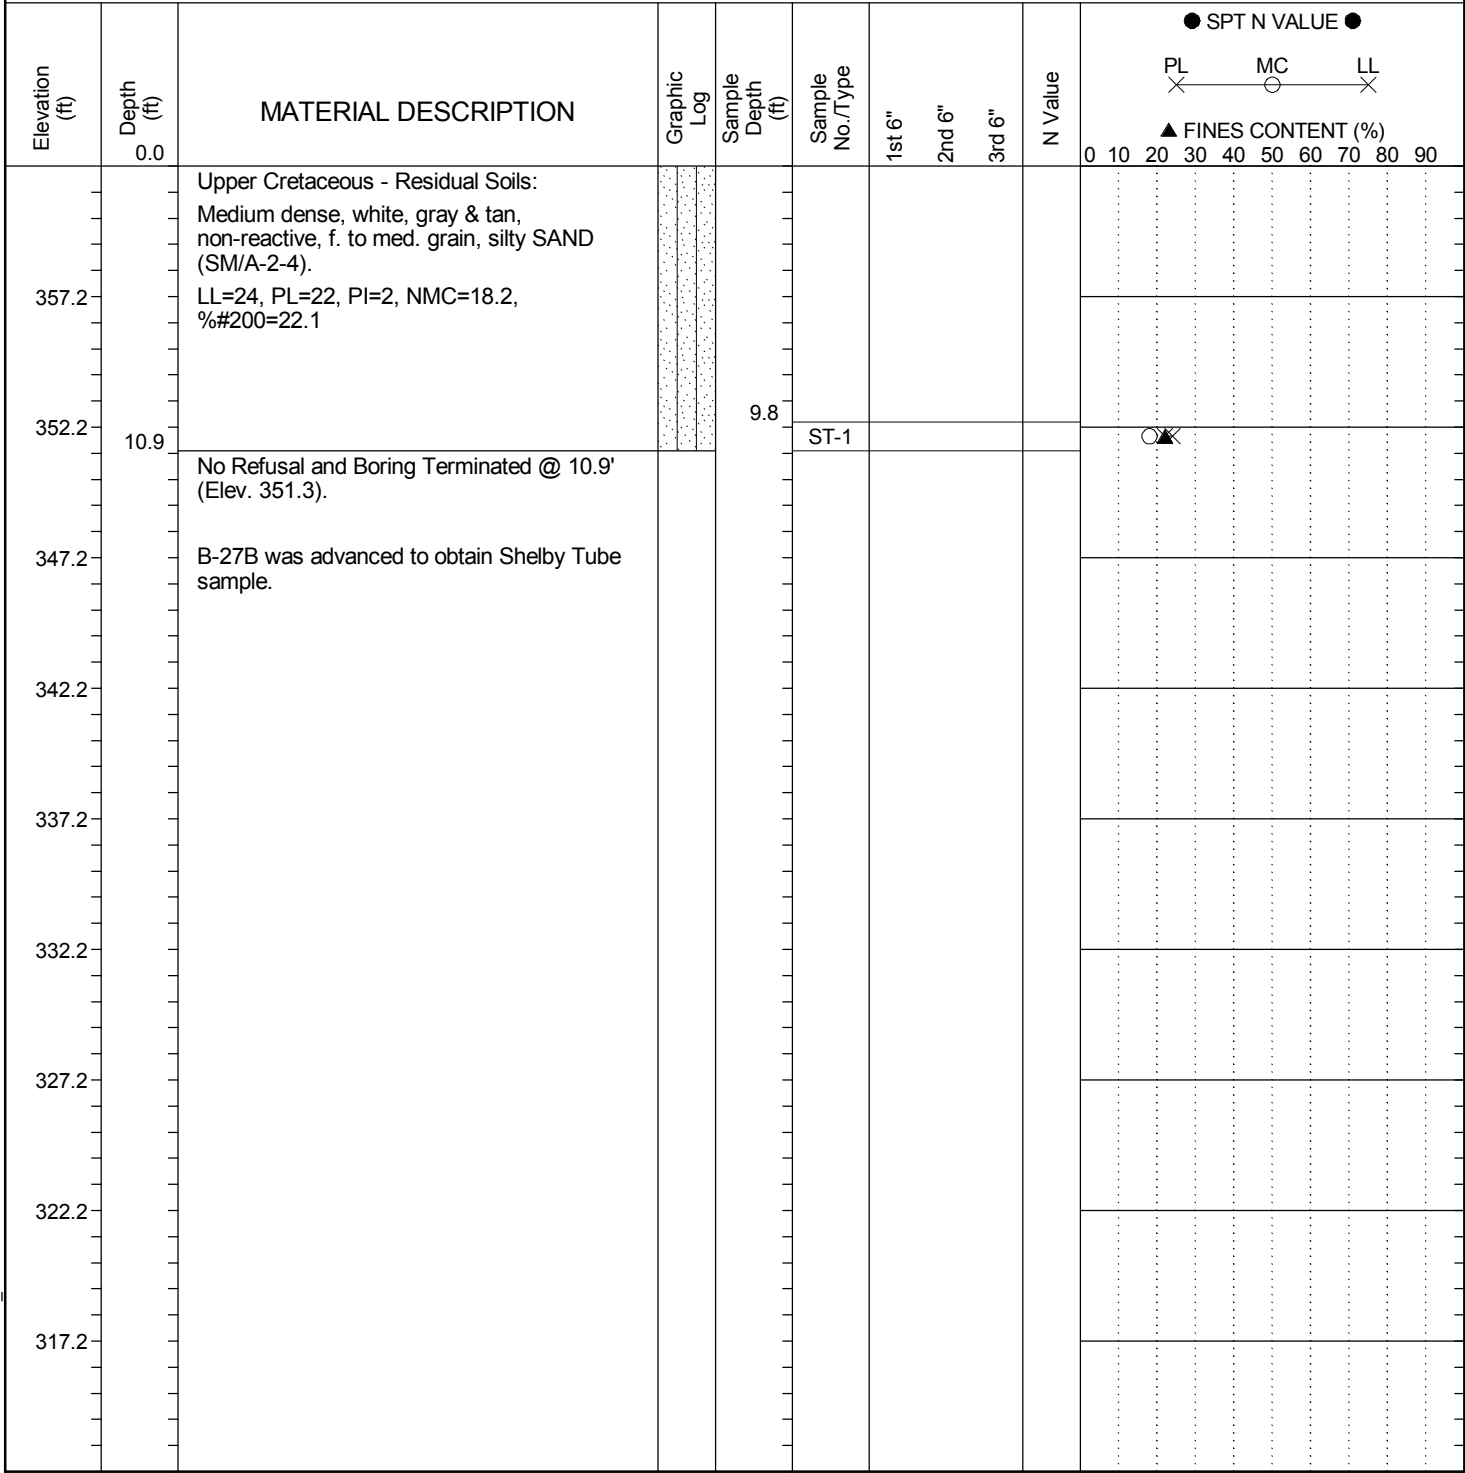 ● SPT N VALUE ●
PL MC LL
▲ FINES CONTENT (%)
0 10 20 30 40 50 60 70 80 90
Elevation
(ft)
Depth
(ft)
0.0
MATERIAL DESCRIPTION
Graphic
Log
Sample
Depth
(ft)
Sample
No./Type
1st 6"
2nd 6"
3rd 6"
N Value
Upper Cretaceous - Residual Soils:
Medium dense, white, gray & tan,
non-reactive, f. to med. grain, silty SAND
(SM/A-2-4).
357.2
LL=24, PL=22, PI=2, NMC=18.2,
%#200=22.1
9.8
352.2
10.9
ST-1
No Refusal and Boring Terminated @ 10.9'
(Elev. 351.3).
347.2
B-27B was advanced to obtain Shelby Tube
sample.
342.2
337.2
332.2
327.2
322.2
317.2